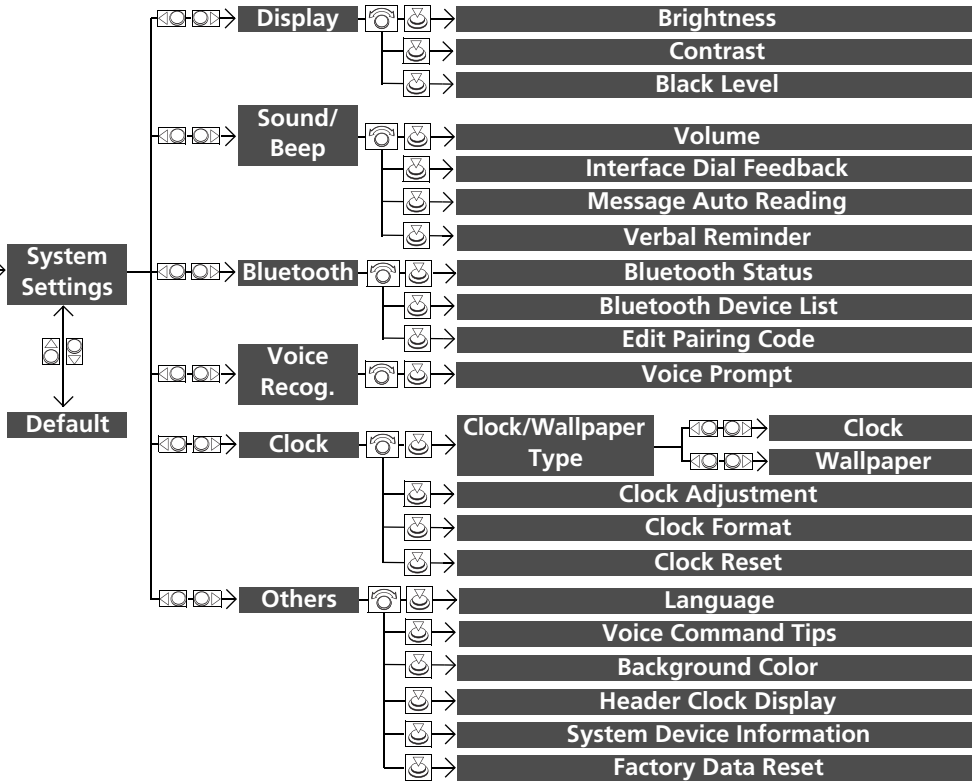 Display
Brightness
Contrast
Black Level
Sound/
Beep
Volume
Interface Dial Feedback
Message Auto Reading
Verbal Reminder
System
Settings
Bluetooth
Bluetooth Status
Bluetooth Device List
Edit Pairing Code
Voice
Recog.
Voice Prompt
Default
Clock
Clock/Wallpaper
Type
Clock
Wallpaper
Clock Adjustment
Clock Format
Clock Reset
Others
Language
Voice Command Tips
Background Color
Header Clock Display
System Device Information
Factory Data Reset